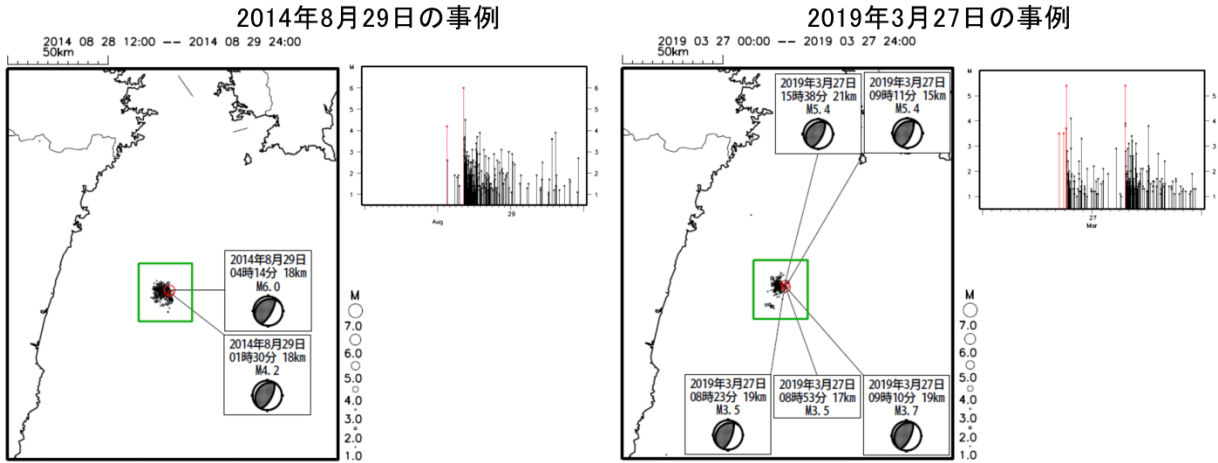 2014年8月29日の事例
2014 08 28 12:00 -- 2014 08 29 24:00
50km
M
6
5
4
3
2
1
6
5
4
3
2
1
Aug
29
2014年8月29日
04時14分 18km
M6.0
2014年8月29日
01時30分 18km
M4.2
M
7.0
6.0
5.0
4.0
3.0
2.0
1.0
2019年3月27日の事例
2019 03 27 00:00 -- 2019 03 27 24:00
50km
2019年3月27日
15時38分 21km
M5.4
2019年3月27日
09時11分 15km
M5.4
M
5
4
3
2
1
5
4
3
2
1
27
Mar
2019年3月27日
08時23分 19km
M3.5
2019年3月27日
08時53分 17km
M3.5
2019年3月27日
09時10分 19km
M3.7
M
7.0
6.0
5.0
4.0
3.0
2.0
1.0